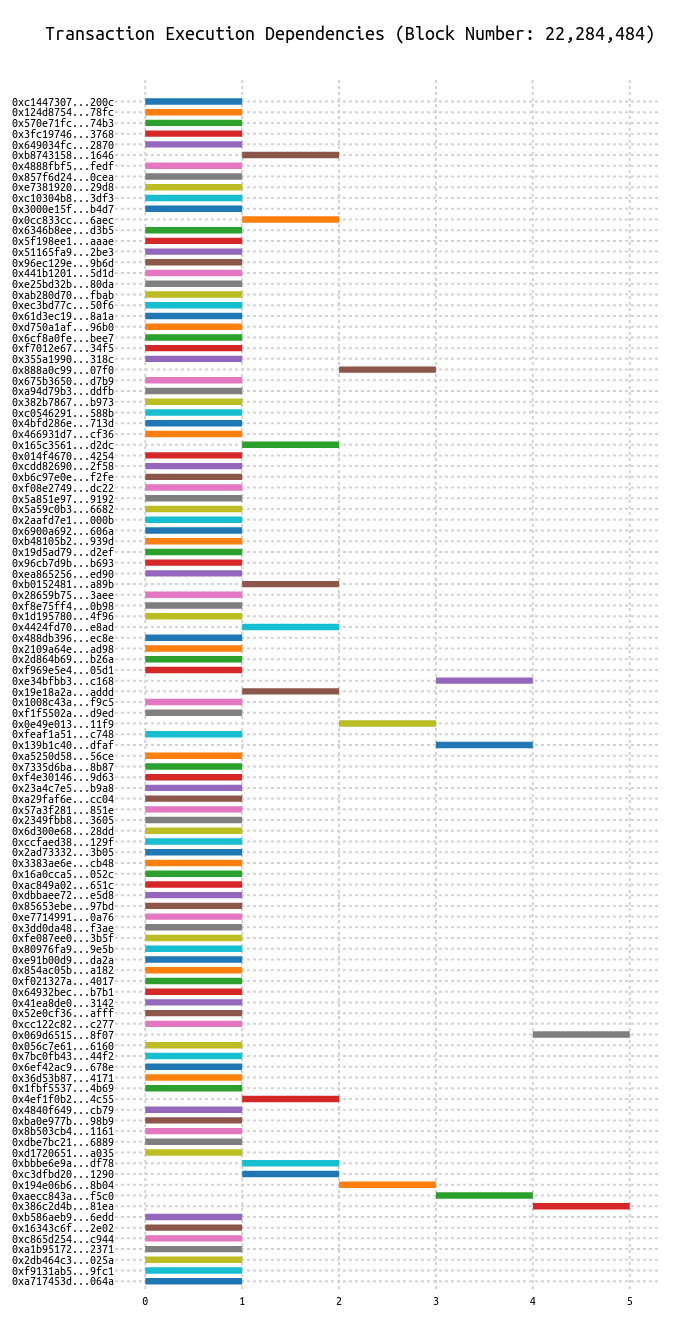 Transaction Execution Dependencies (Block Number: 22,284,484)
0xc1447307...200c
0x124d8754...78fc
0x570e71fc...74b3
0x3fc19746...3768
0x649034fc...2870
0xb8743158...1646
0x4888fbf5...fedf
0x857f6d24...0cea
0xe7381920...29d8
0xc10304b8...3df3
0x3000e15f...b4d7
0x0cc833cc...6aec
0x6346b8ee...d3b5
0x5f198ee1...aaae
0x51165fa9...2be3
0x96ec129e...9b6d
0x441b1201...5d1d
0xe25bd32b...80da
0xab280d70...fbab
0xec3bd77c...50f6
0x61d3ec19...8a1a
0xd750a1af...96b0
0x6cf8a0fe...bee7
0xf7012e67...34f5
0x355a1990...318c
0x888a0c99...07f0
0x675b3650...d7b9
0xa94d79b3...ddfb
0x382b7867...b973
0xc0546291...588b
0x4bfd286e...713d
0x466931d7...cf36
0x165c3561...d2dc
0x014f4670...4254
0xcdd82690...2f58
0xb6c97e0e...f2fe
0xf08e2749...dc22
0x5a851e97...9192
0x5a59c0b3...6682
0x2aafd7e1...000b
0x6900a692...606a
0xb48105b2...939d
0x19d5ad79...d2ef
0x96cb7d9b...b693
0xea865256...ed90
0xb0152481...a89b
0x28659b75...3aee
0xf8e75ff4...0b98
0x1d195780...4f96
0x4424fd70...e8ad
0x488db396...ec8e
0x2109a64e...ad98
0x2d864b69...b26a
0xf969e5e4...05d1
0xe34bfbb3...c168
0x19e18a2a...addd
0x1008c43a...f9c5
0xf1f5502a...d9ed
0x0e49e013...11f9
0xfeaf1a51...c748
0x139b1c40...dfaf
0xa5250d58...56ce
0x7335d6ba...8b87
0xf4e30146...9d63
0x23a4c7e5...b9a8
0xa29faf6e...cc04
0x57a3f281...851e
0x2349fbb8...3605
0x6d300e68...28dd
0xccfaed38...129f
0x2ad73332...3b05
0x3383ae6e...cb48
0x16a0cca5...052c
0xac849a02...651c
0xdbbaee72...e5d8
0x85653ebe...97bd
0xe7714991...0a76
0x3dd0da48...f3ae
0xfe087ee0...3b5f
0x80976fa9...9e5b
0xe91b00d9...da2a
0x854ac05b...a182
0xf021327a...4017
0x64932bec...b7b1
0x41ea8de0...3142
0x52e0cf36...afff
0xcc122c82...c277
0x069d6515...8f07
0x056c7e61...6160
0x7bc0fb43...44f2
0x6ef42ac9...678e
0x36d53b87...4171
0x1fbf5537...4b69
0x4ef1f0b2...4c55
0x4840f649...cb79
0xba0e977b...98b9
0x8b503cb4...1161
0xdbe7bc21...6889
0xd1720651...a035
0xbbbe6e9a...df78
0xc3dfbd20...1290
0x194e06b6...8b04
0xaecc843a...f5c0
0x386c2d4b...81ea
0xb586aeb9...6edd
0x16343c6f...2e02
0xc865d254...c944
0xa1b95172...2371
0x2db464c3...025a
0xf9131ab5...9fc1
0xa717453d...064a
0 1 2 3 4 5